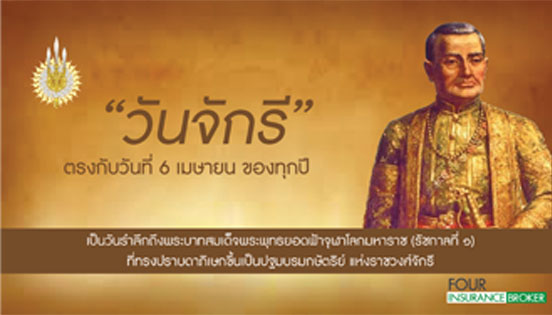 “วันจักรี”
ตรงกับวันที่ 6 เมษายน ของทุกปี
เป็นวันรำลึกถึงพระบาทสมเด็จพระพุทธยอดฟ้าจุฬาโลกมหาราช (รัชกาลที่ ๑)
ที่ทรงปราบดาภิเษกขึ้นเป็นปฐมบรมกษัตริย์ แห่งราชวงศ์จักรี
FOUR
INSURANCE BROKER